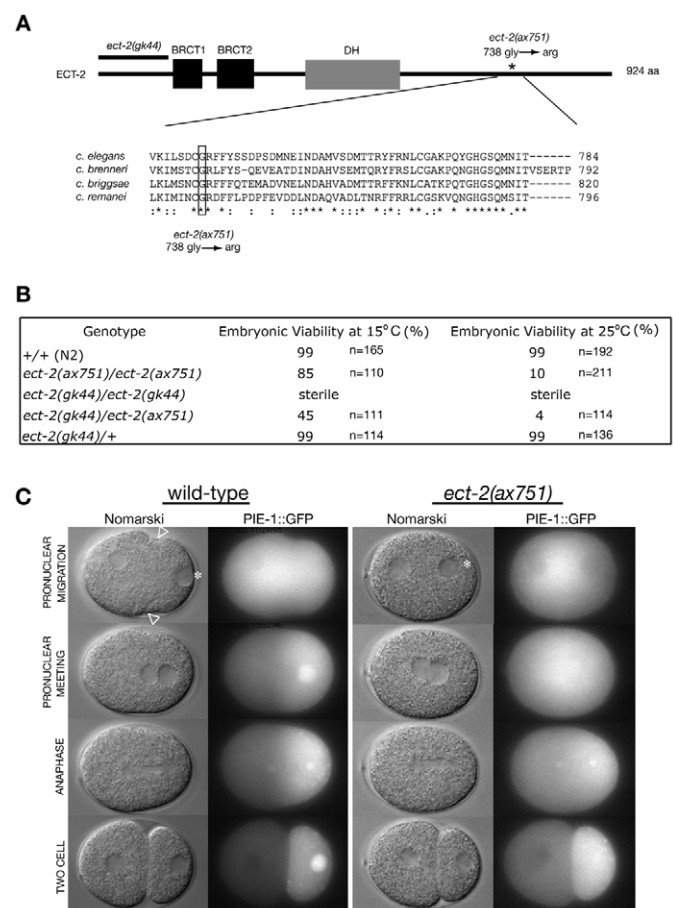 A
ect-2(gk44)
BRCT1
BRCT2
DH
ect-2(ax751)
738 gly → arg
*
ECT-2
924 aa
c. elegans VKILSDCGRFFYSSDPSDMNEINDAMVSDMTTRYFRNLCGAKPQYGHGSQMNIT------ 784
c. brenneri VKIMSTCGRLFYS-QEVEATDINDAHVSDMTTRYFRNLCGAKPQYGHGSQMNITVSERTP 792
c. briggsae LKLMSNCGRFFFQTEMADVNELNDAHVADMTTRFFKNLCATKPQTGHGSQMNIT------ 820
c. remanei LKIMINCGRDFFLPDPFEVDDLNDAQVADLTNRFFRNLCGSKVQNGHGSQMNIT------ 796
ect-2(ax751)
738 gly → arg
B
Genotype Embryonic Viability at 15°C (%) Embryonic Viability at 25°C (%)
+/+ (N2) 99 n=165 99 n=192
ect-2(ax751)/ect-2(ax751) 85 n=110 10 n=211
ect-2(gk44)/ect-2(gk44) sterile sterile
ect-2(gk44)/ect-2(ax751) 45 n=111 4 n=114
ect-2(gk44)/+ 99 n=114 99 n=136
C
wild-type ect-2(ax751)
Nomarski PIE-1::GFP Nomarski PIE-1::GFP
PRONUCLEAR
MIGRATION
PRONUCLEAR
MEETING
ANAPHASE
TWO CELL